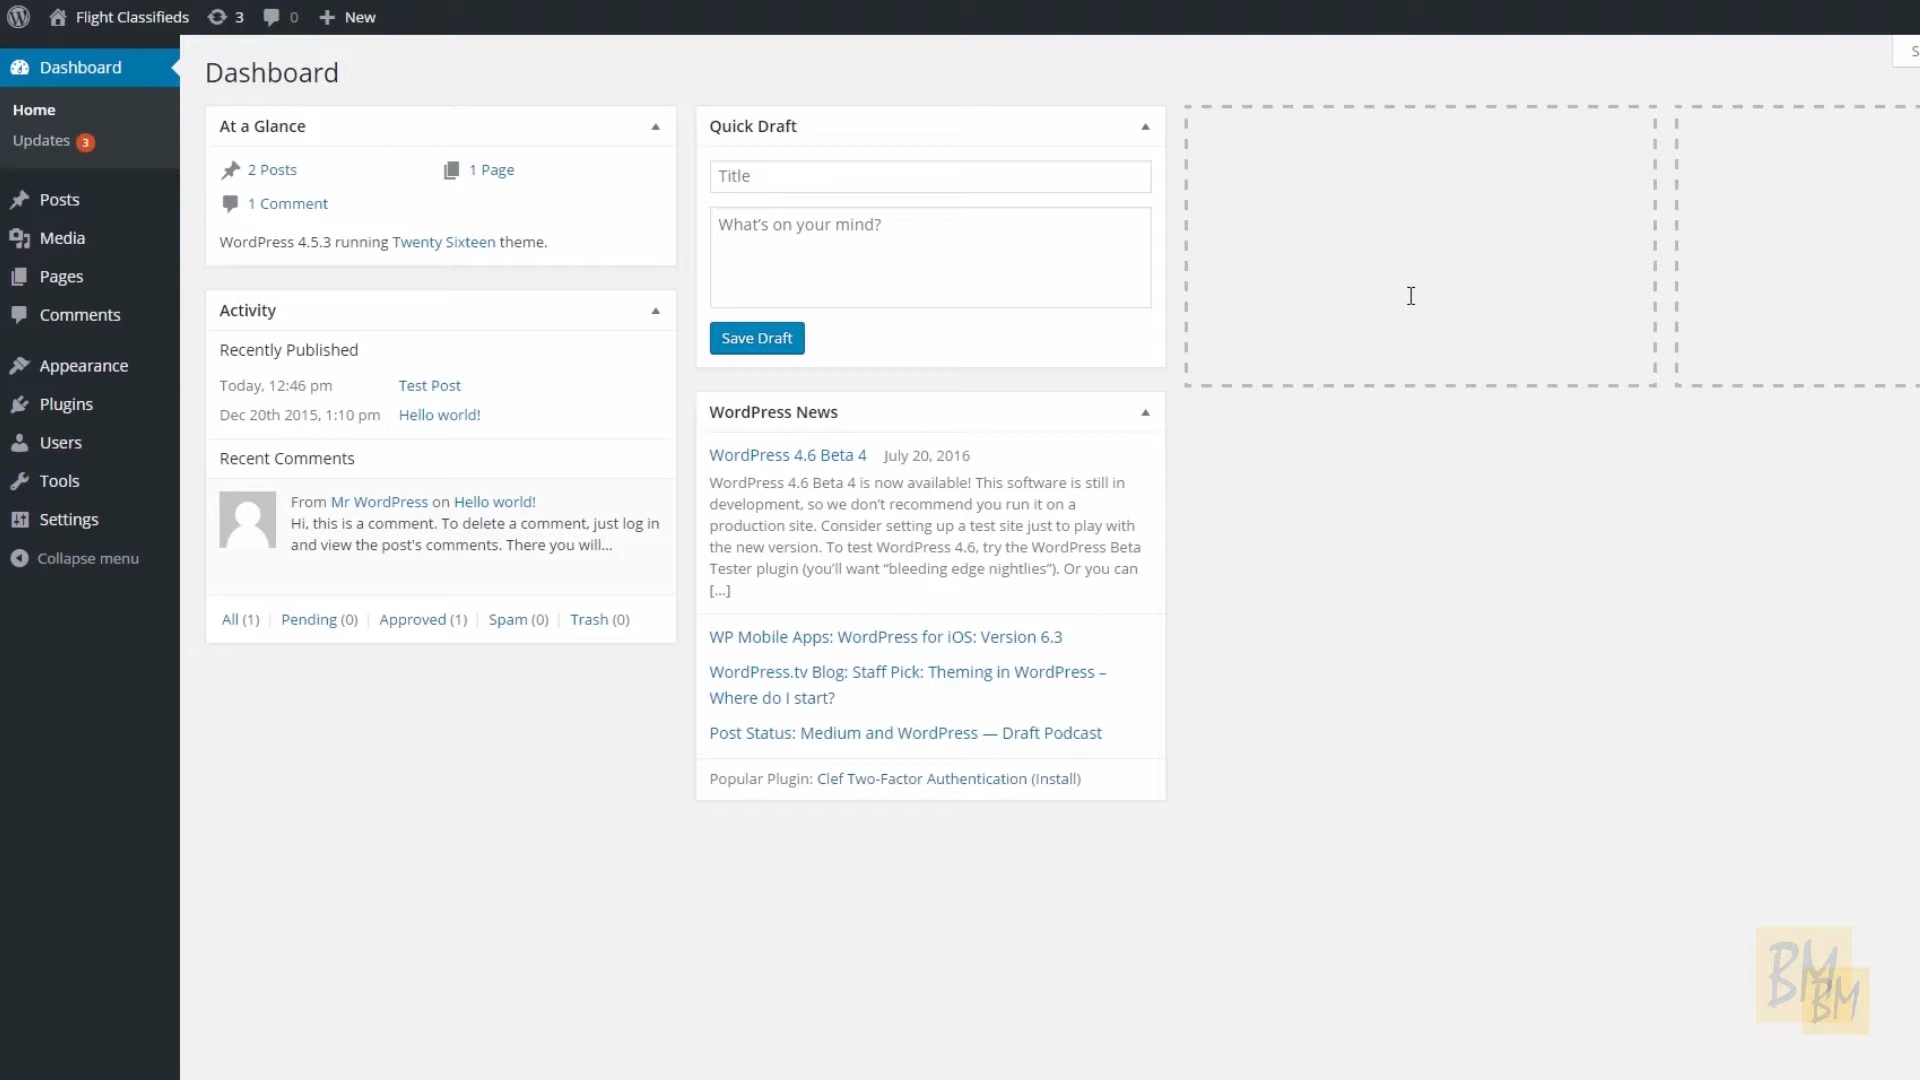 Flight Classifieds 3 0 New
Dashboard
Home
Updates 3
Posts
Media
Pages
Comments
Appearance
Plugins
Users
Tools
Settings
Collapse menu
S
Dashboard
At a Glance
2 Posts 1 Page
1 Comment
WordPress 4.5.3 running Twenty Sixteen theme.
Activity
Recently Published
Today, 12:46 pm Test Post
Dec 20th 2015, 1:10 pm Hello world!
Recent Comments
From Mr WordPress on Hello world!
Hi, this is a comment. To delete a comment, just log in
and view the post's comments. There you will...
All (1) | Pending (0) | Approved (1) | Spam (0) | Trash (0)
Quick Draft
Title
What's on your mind?
Save Draft
WordPress News
WordPress 4.6 Beta 4 July 20, 2016
WordPress 4.6 Beta 4 is now available! This software is still in
development, so we don't recommend you run it on a
production site. Consider setting up a test site just to play with
the new version. To test WordPress 4.6, try the WordPress Beta
Tester plugin (you'll want “bleeding edge nightlies”). Or you can
[...]
WP Mobile Apps: WordPress for iOS: Version 6.3
WordPress.tv Blog: Staff Pick: Theming in WordPress –
Where do I start?
Post Status: Medium and WordPress — Draft Podcast
Popular Plugin: Clef Two-Factor Authentication (Install)
BM
BM